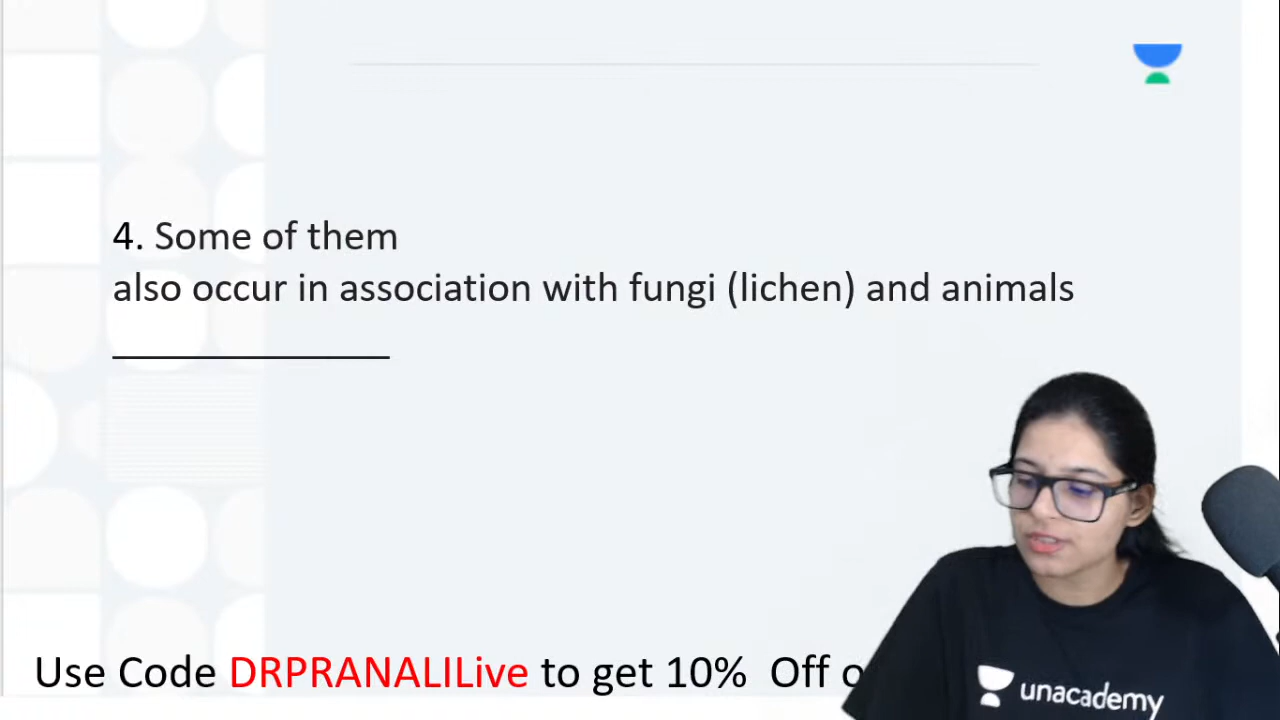 4. Some of them
also occur in association with fungi (lichen) and animals
______________
Use Code DRPRANALILive to get 10% Off o
unacademy